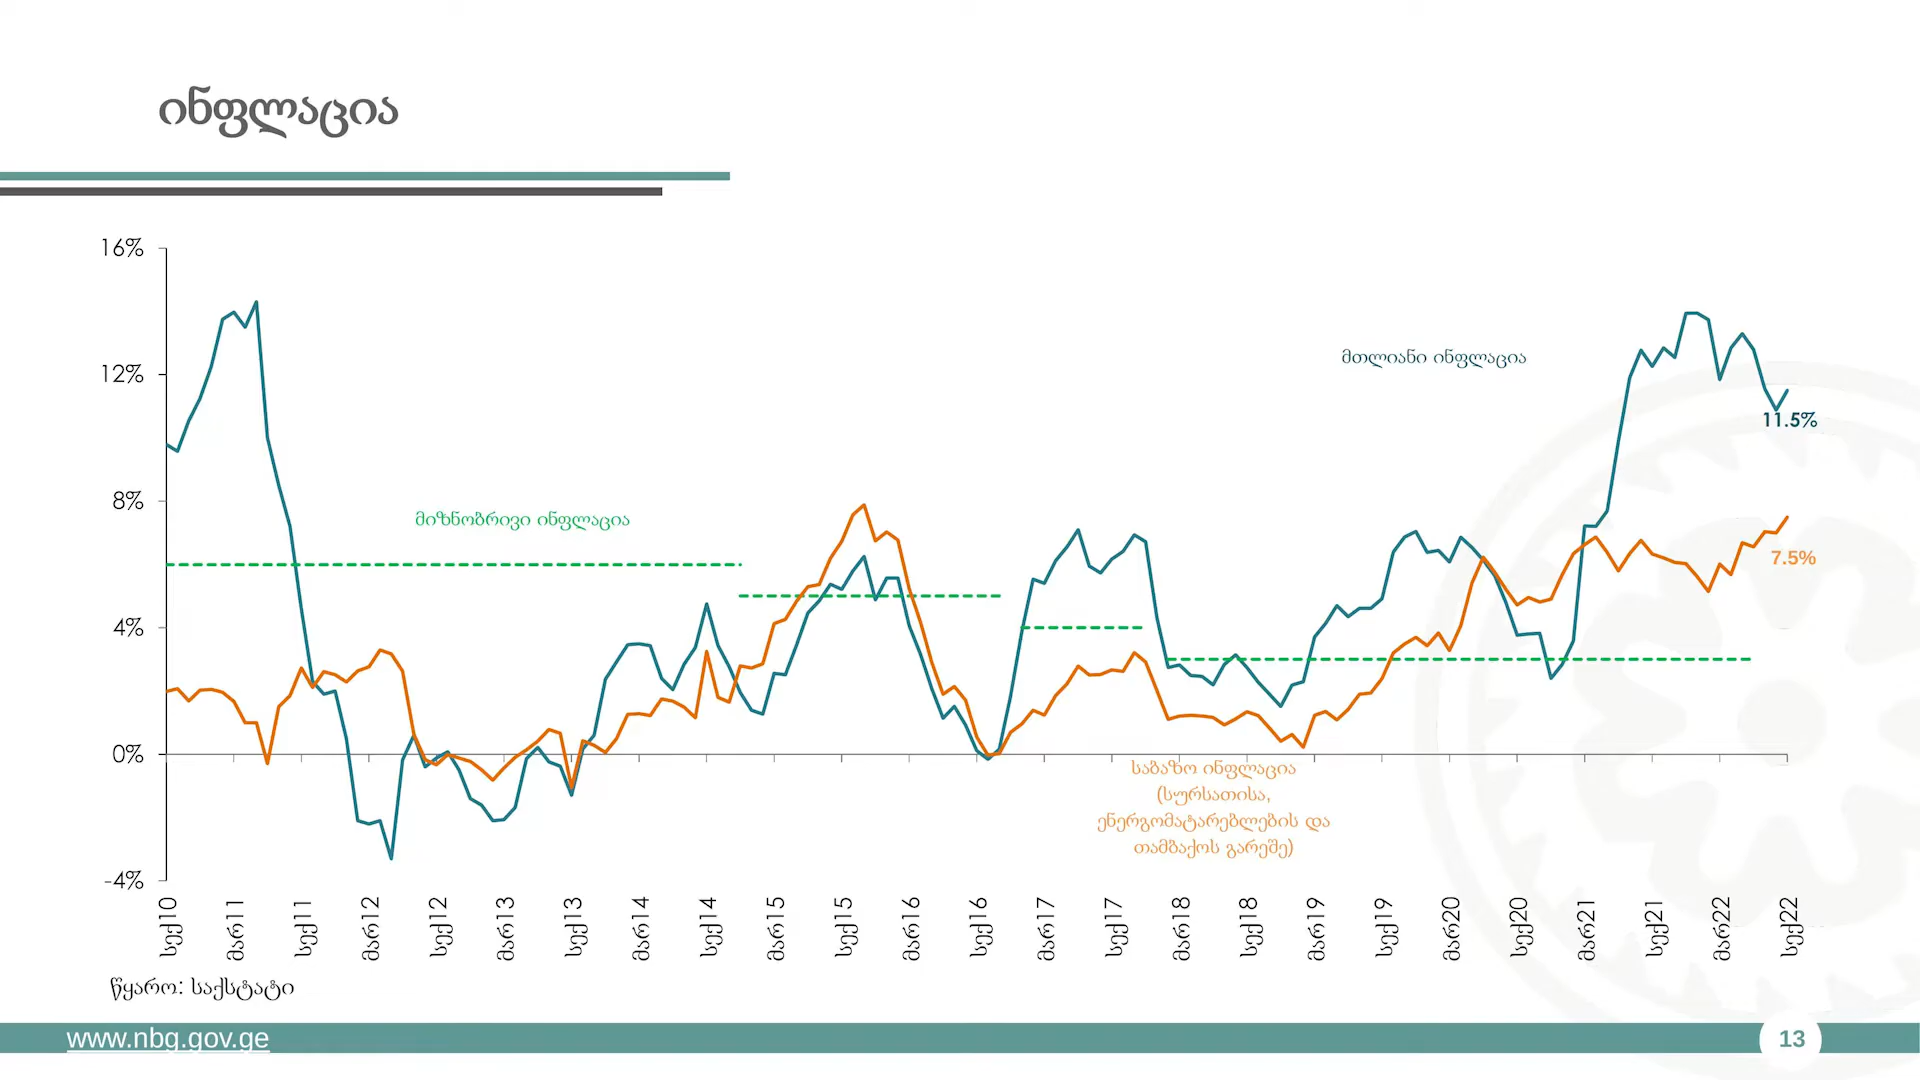 ინფლაცია
16%
12%
8%
4%
0%
-4%
მთლიანი ინფლაცია
11.5%
მიზნობრივი ინფლაცია
7.5%
საბაზო ინფლაცია
(სურსათისა,
ენერგომატარებლების და
თამბაქოს გარეშე)
სექ10
მარ11
სექ11
მარ12
სექ12
მარ13
სექ13
მარ14
სექ14
მარ15
სექ15
მარ16
სექ16
მარ17
სექ17
მარ18
სექ18
მარ19
სექ19
მარ20
სექ20
მარ21
სექ21
მარ22
სექ22
წყარო: საქსტატი
www.nbg.gov.ge
13